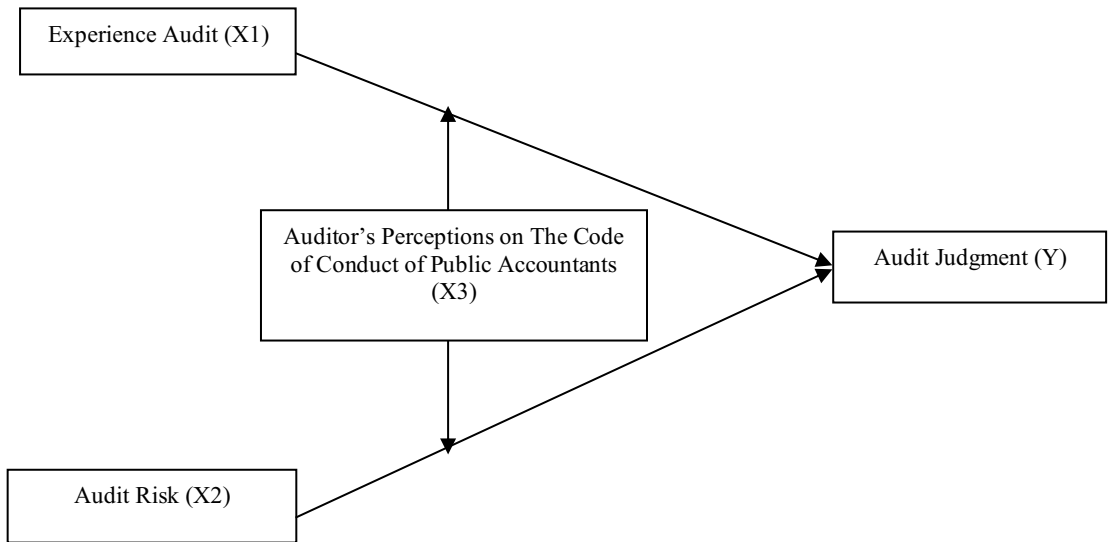 Experience Audit (X1)
Auditor's Perceptions on The Code
of Conduct of Public Accountants
(X3)
Audit Judgment (Y)
Audit Risk (X2)